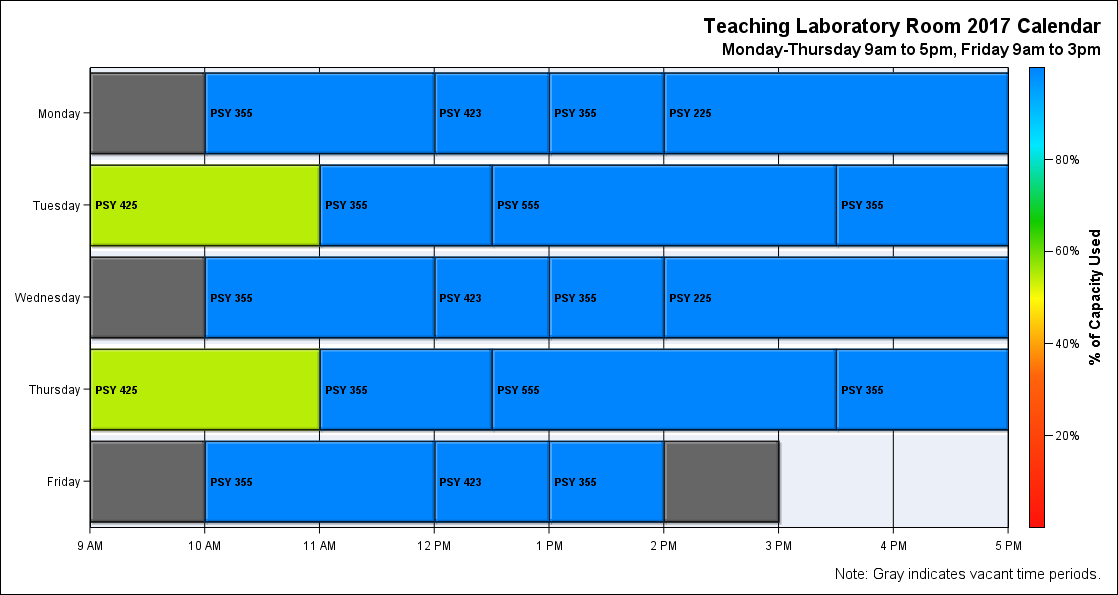 Teaching Laboratory Room 2017 Calendar
Monday-Thursday 9am to 5pm, Friday 9am to 3pm
Monday
PSY 355
PSY 423
PSY 355
PSY 225
Tuesday
PSY 425
PSY 355
PSY 555
PSY 355
Wednesday
PSY 355
PSY 423
PSY 355
PSY 225
Thursday
PSY 425
PSY 355
PSY 555
PSY 355
Friday
PSY 355
PSY 423
PSY 355
9 AM
10 AM
11 AM
12 PM
1 PM
2 PM
3 PM
4 PM
5 PM
80%
60%
40%
20%
% of Capacity Used
Note: Gray indicates vacant time periods.